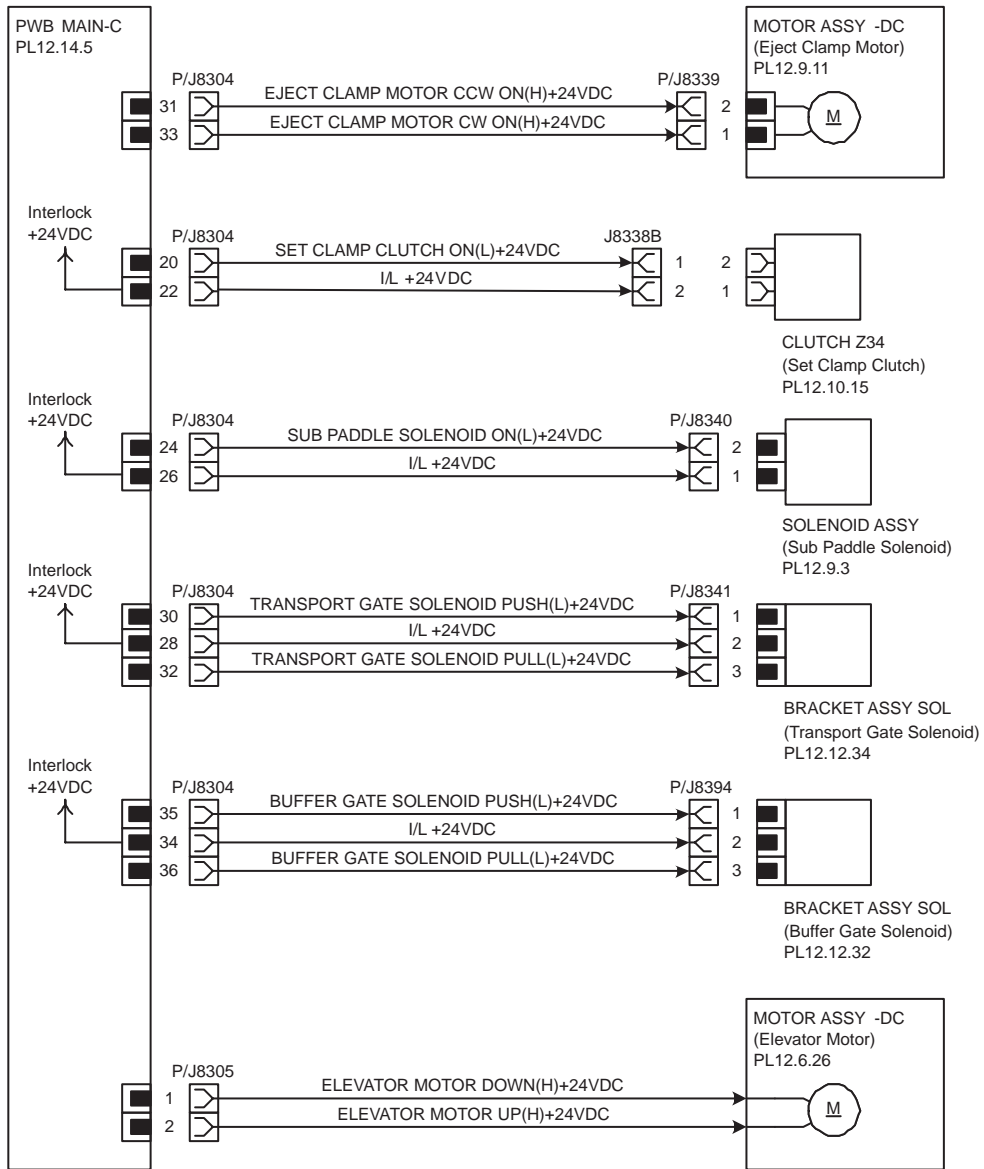 PWB MAIN-C
PL12.14.5
MOTOR ASSY -DC
(Eject Clamp Motor)
PL12.9.11
P/J8304
P/J8339
31
EJECT CLAMP MOTOR CCW ON(H)+24VDC
2
33
EJECT CLAMP MOTOR CW ON(H)+24VDC
1
M
Interlock
+24VDC
P/J8304
J8338B
20
SET CLAMP CLUTCH ON(L)+24VDC
1
2
22
I/L +24VDC
2
1
CLUTCH Z34
(Set Clamp Clutch)
PL12.10.15
Interlock
+24VDC
P/J8304
P/J8340
24
SUB PADDLE SOLENOID ON(L)+24VDC
2
26
I/L +24VDC
1
SOLENOID ASSY
(Sub Paddle Solenoid)
PL12.9.3
Interlock
+24VDC
P/J8304
P/J8341
30
TRANSPORT GATE SOLENOID PUSH(L)+24VDC
1
28
I/L +24VDC
2
32
TRANSPORT GATE SOLENOID PULL(L)+24VDC
3
BRACKET ASSY SOL
(Transport Gate Solenoid)
PL12.12.34
Interlock
+24VDC
P/J8304
P/J8394
35
BUFFER GATE SOLENOID PUSH(L)+24VDC
1
34
I/L +24VDC
2
36
BUFFER GATE SOLENOID PULL(L)+24VDC
3
BRACKET ASSY SOL
(Buffer Gate Solenoid)
PL12.12.32
MOTOR ASSY -DC
(Elevator Motor)
PL12.6.26
P/J8305
1
ELEVATOR MOTOR DOWN(H)+24VDC
2
ELEVATOR MOTOR UP(H)+24VDC
M